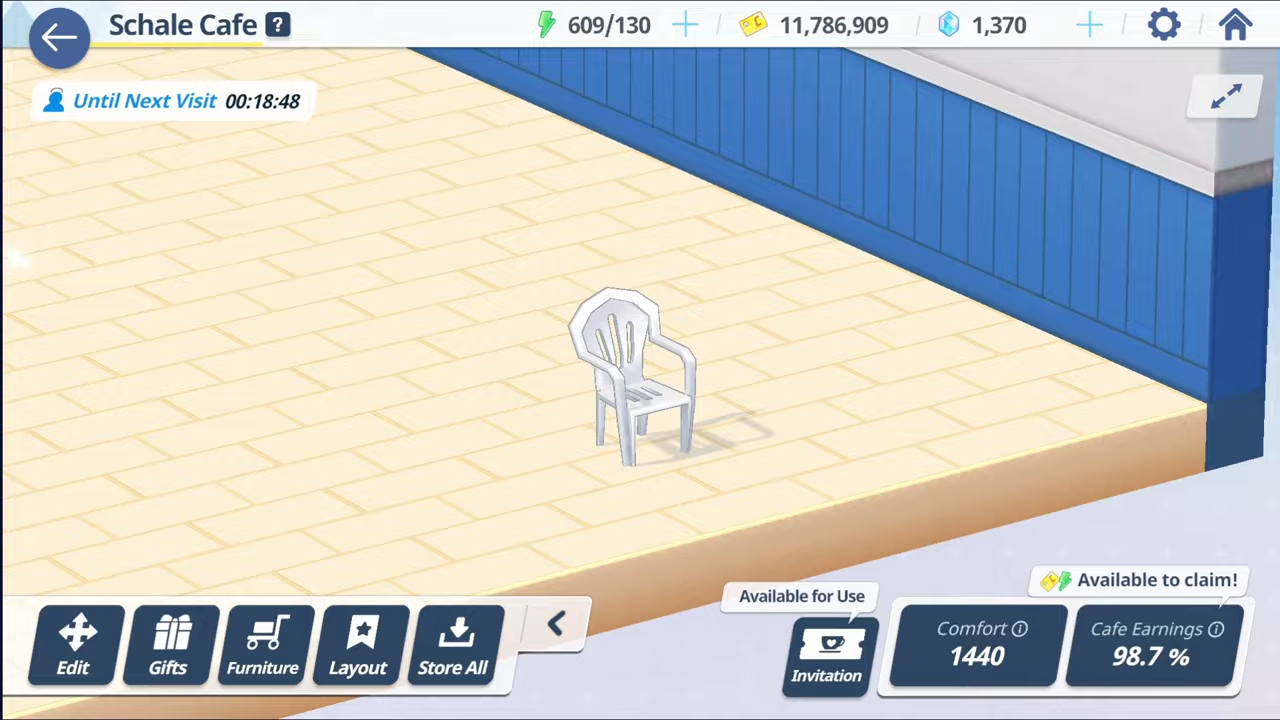 Schale Cafe ?
609/130
11,786,909
1,370
Until Next Visit 00:18:48
Available to claim!
Available for Use
Comfort
1440
Cafe Earnings
98.7 %
Edit
Gifts
Furniture
Layout
Store All
Invitation